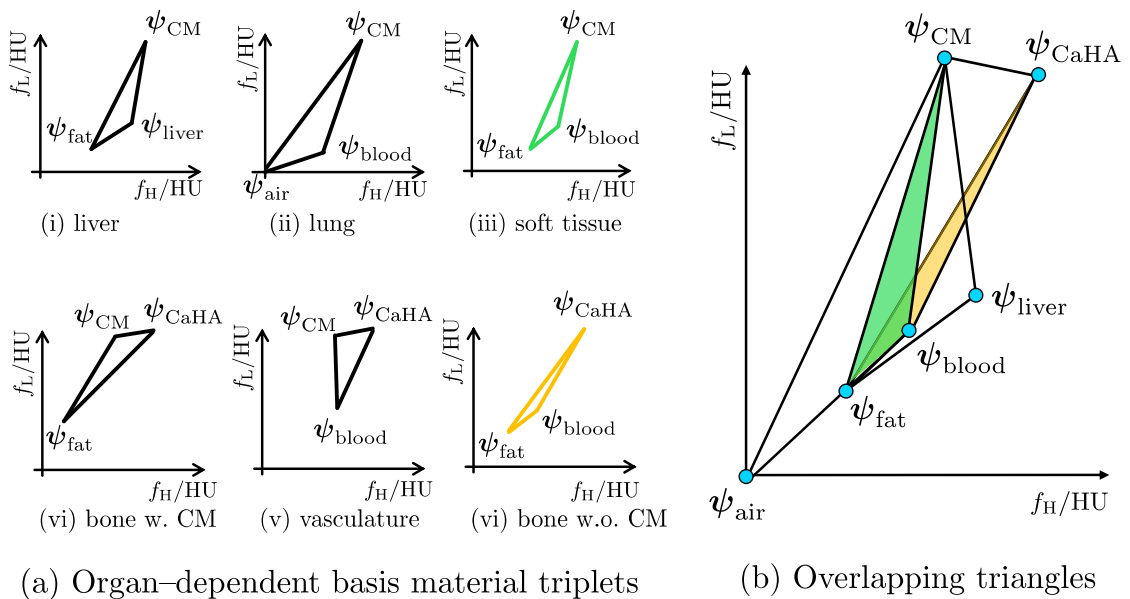 ψCM
fL/HU
ψfat
ψliver
fH/HU
(i) liver
ψCM
fL/HU
ψblood
ψair
fH/HU
(ii) lung
ψCM
fL/HU
ψfat
ψblood
fH/HU
(iii) soft tissue
ψCM
ψCaHA
fL/HU
ψfat
fH/HU
(vi) bone w. CM
ψCM
ψCaHA
fL/HU
ψblood
fH/HU
(v) vasculature
ψCaHA
fL/HU
ψfat
ψblood
fH/HU
(vi) bone w.o. CM
(a) Organ–dependent basis material triplets
ψCM
ψCaHA
fL/HU
ψliver
ψblood
ψfat
ψair
fH/HU
(b) Overlapping triangles